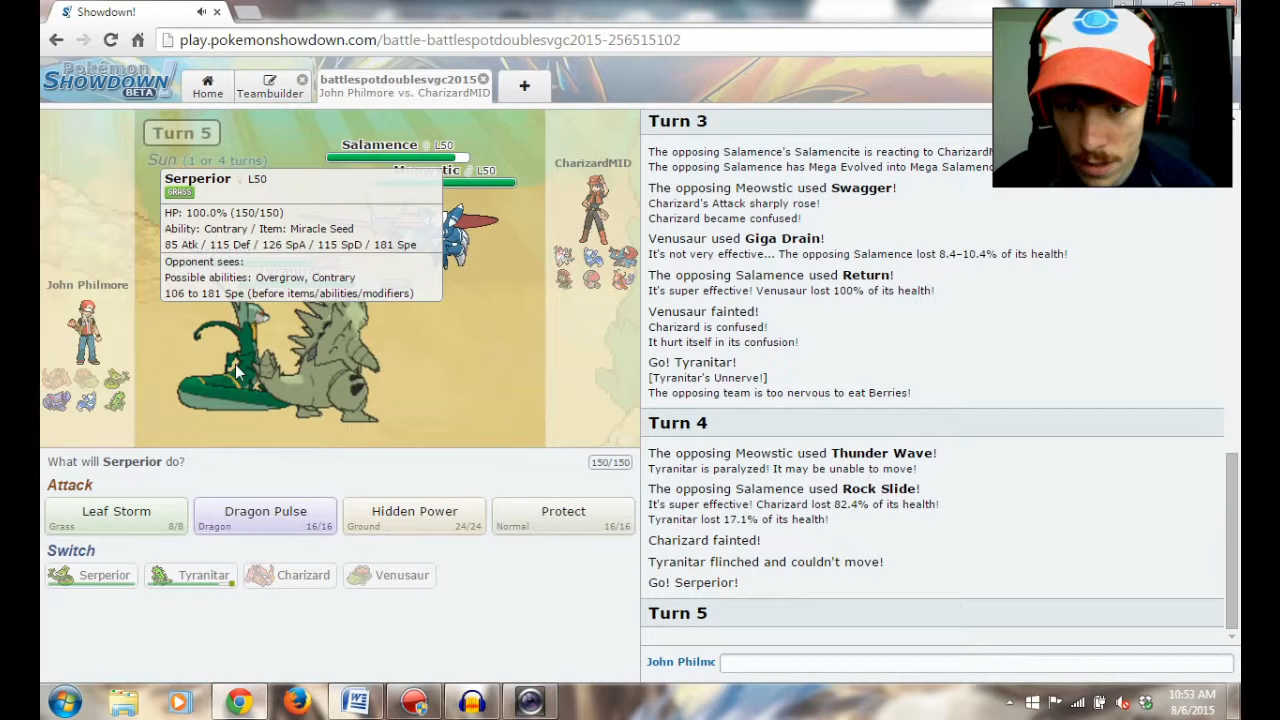 Showdown!
play.pokemonshowdown.com/battle-battlespotdoublesvgc2015-256515102
Pokémon
SHOWDOWN
BETA
Home
Teambuilder
battlespotdoublesvgc2015
John Philmore vs. CharizardMID
Turn 5
Sun (1 or 4 turns)
Salamence L50
L50
Serperior L50
GRASS
HP: 100.0% (150/150)
Ability: Contrary / Item: Miracle Seed
85 Atk / 115 Def / 126 SpA / 115 SpD / 181 Spe
Opponent sees:
Possible abilities: Overgrow, Contrary
106 to 181 Spe (before items/abilities/modifiers)
CharizardMID
John Philmore
What will Serperior do?
150/150
Attack
Leaf Storm
Grass 8/8
Dragon Pulse
Dragon 16/16
Hidden Power
Ground 24/24
Protect
Normal 16/16
Switch
Serperior
Tyranitar
Charizard
Venusaur
Turn 3
The opposing Salamence's Salamencite is reacting to CharizardM
The opposing Salamence has Mega Evolved into Mega Salamen
The opposing Meowstic used Swagger!
Charizard's Attack sharply rose!
Charizard became confused!
Venusaur used Giga Drain!
It's not very effective... The opposing Salamence lost 8.4–10.4% of its health!
The opposing Salamence used Return!
It's super effective! Venusaur lost 100% of its health!
Venusaur fainted!
Charizard is confused!
It hurt itself in its confusion!
Go! Tyranitar!
[Tyranitar's Unnerve!]
The opposing team is too nervous to eat Berries!
Turn 4
The opposing Meowstic used Thunder Wave!
Tyranitar is paralyzed! It may be unable to move!
The opposing Salamence used Rock Slide!
It's super effective! Charizard lost 82.4% of its health!
Tyranitar lost 17.1% of its health!
Charizard fainted!
Tyranitar flinched and couldn't move!
Go! Serperior!
Turn 5
John Philmo
10:53 AM
8/6/2015